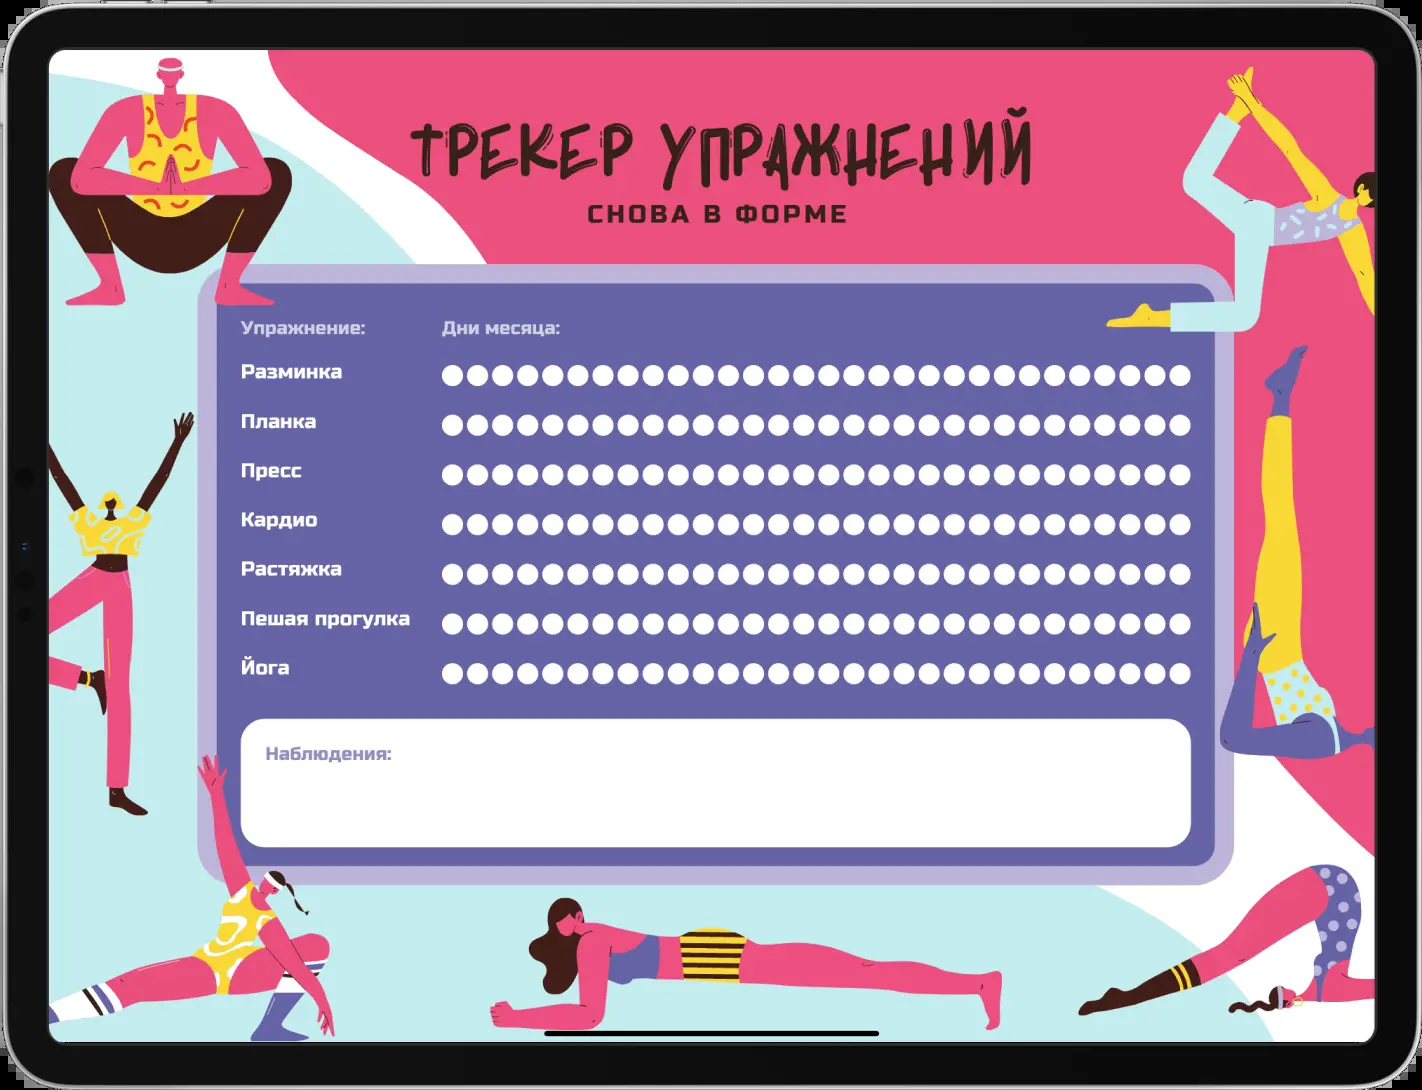 ТРЕКЕР УПРАЖНЕНИЙ
СНОВА В ФОРМЕ
Упражнение: Дни месяца:
Разминка
Планка
Пресс
Кардио
Растяжка
Пешая прогулка
Йога
Наблюдения: